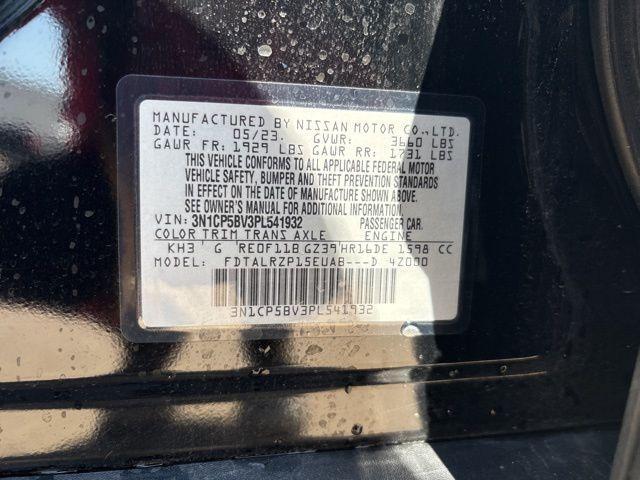 MANUFACTURED BY NISSAN MOTOR CO.,LTD.
DATE: 05/23. GVWR: 3660 LBS
GAWR FR: 1929 LBS GAWR RR: 1731 LBS
THIS VEHICLE CONFORMS TO ALL APPLICABLE FEDERAL MOTOR
VEHICLE SAFETY, BUMPER AND THEFT PREVENTION STANDARDS
IN EFFECT ON THE DATE OF MANUFACTURE SHOWN ABOVE.
SEE OWNER'S MANUAL FOR ADDITIONAL INFORMATION.
VIN: 3N1CP5BV3PL541932 PASSENGER CAR.
COLOR TRIM TRANS AXLE ENGINE
KH3 G RE0F11B GZ39 HR16DE 1598 CC
MODEL: FDTALRZP15EUAB---D 4Z000
3N1CP5BV3PL541932